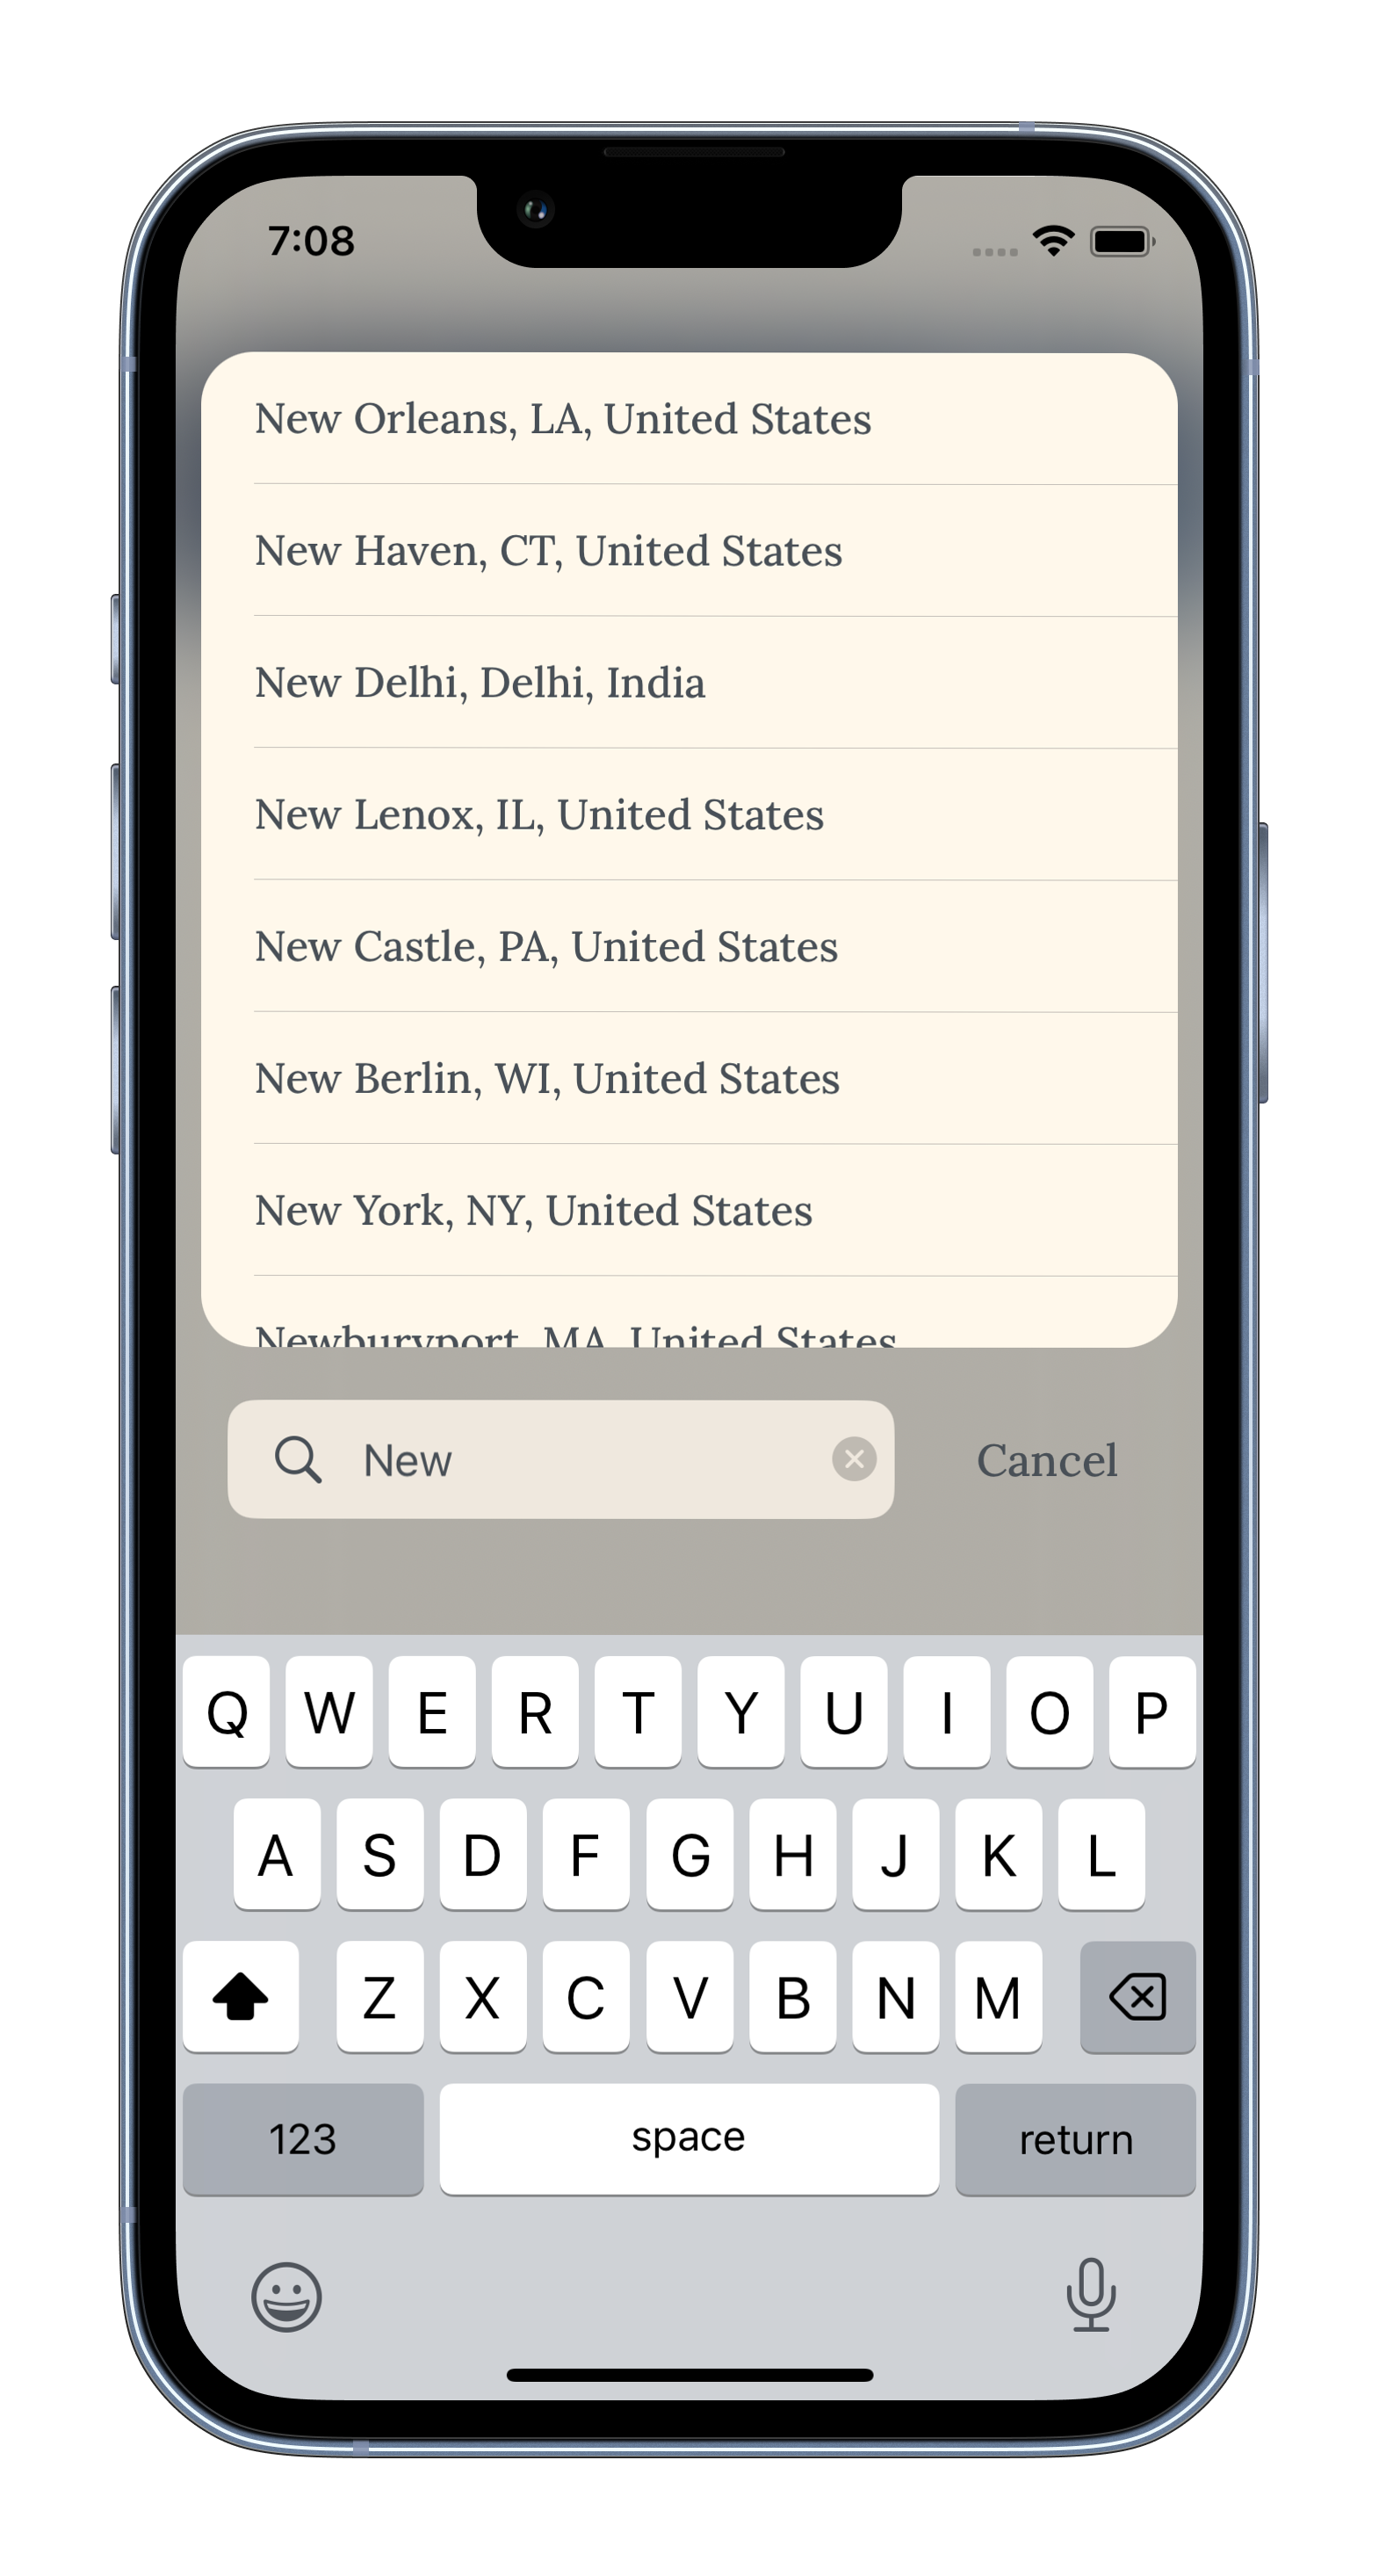 7:08
New Orleans, LA, United States
New Haven, CT, United States
New Delhi, Delhi, India
New Lenox, IL, United States
New Castle, PA, United States
New Berlin, WI, United States
New York, NY, United States
Newburyport, MA, United States
New
Cancel
Q W E R T Y U I O P
A S D F G H J K L
Z X C V B N M
123 space return